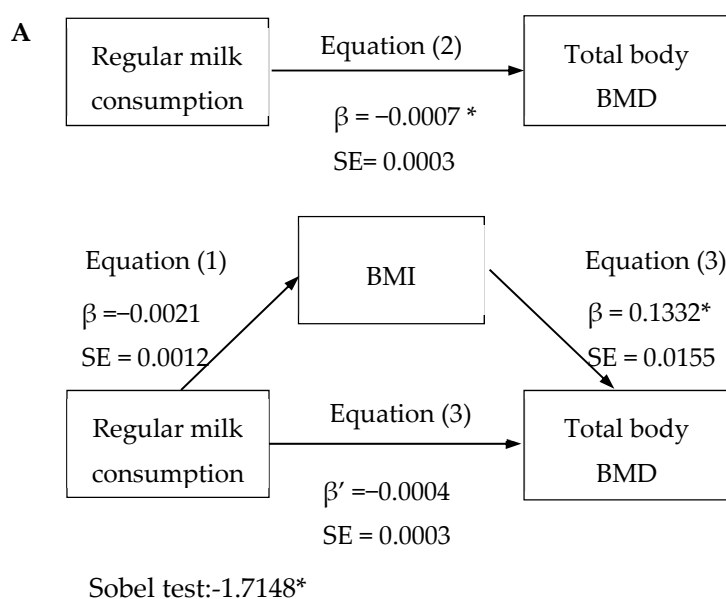 A
Regular milk
consumption
Equation (2)
β = −0.0007 *
SE= 0.0003
Total body
BMD
Equation (1)
β =−0.0021
SE = 0.0012
BMI
Equation (3)
β = 0.1332*
SE = 0.0155
Regular milk
consumption
Equation (3)
β′ =−0.0004
SE = 0.0003
Total body
BMD
Sobel test:-1.7148*